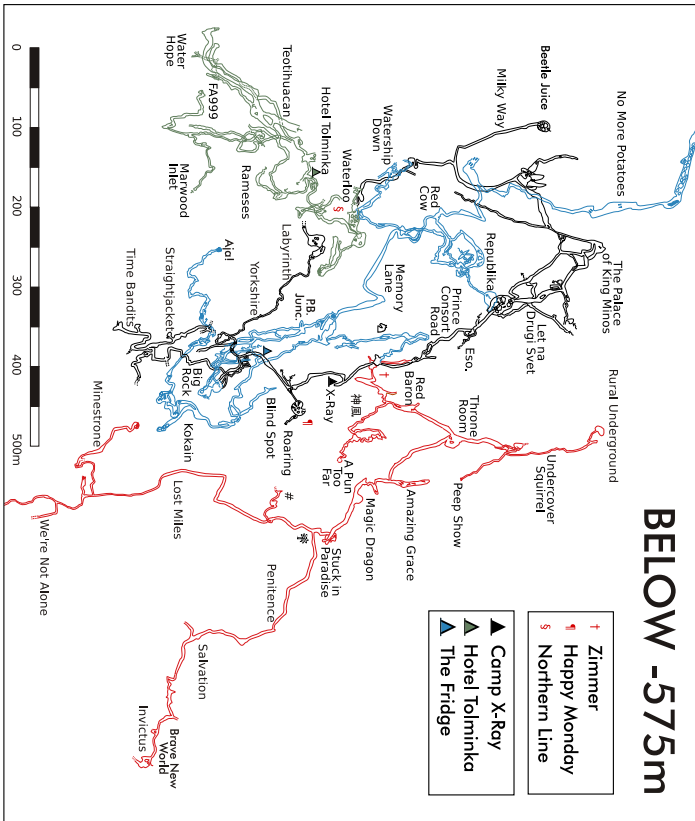 BELOW -575m
† Zimmer
¶ Happy Monday
§ Northern Line
Camp X-Ray
Hotel Tolminka
The Fridge
No More Potatoes
Beetle Juice
Milky Way
The Palace
of King Minos
Let na
Drugi Svet
Republika
Red
Cow
Watership
Down
Waterloo
§
Hotel Tolminka
Teotihuacan
Water
Hope
FA999
Marwood
Inlet
Rameses
Labyrinth
Memory
Lane
Prince
Consort
Road
Eso.
P.B.
Junc.
Yorkshire
Ajal
Straightjacket
Time Bandits
Big
Rock
Kokain
Blind Spot
Roaring
¶
X-Ray
†
Red
Baron
神風
A Pun
Too
Far
Throne
Room
Rural Underground
Undercover
Squirrel
Peep Show
Amazing Grace
Magic Dragon
Stuck in
Paradise
#
Minestrone
Lost Miles
We're Not Alone
Penitence
Salvation
Brave New
World
Invictus
0
100
200
300
400
500m